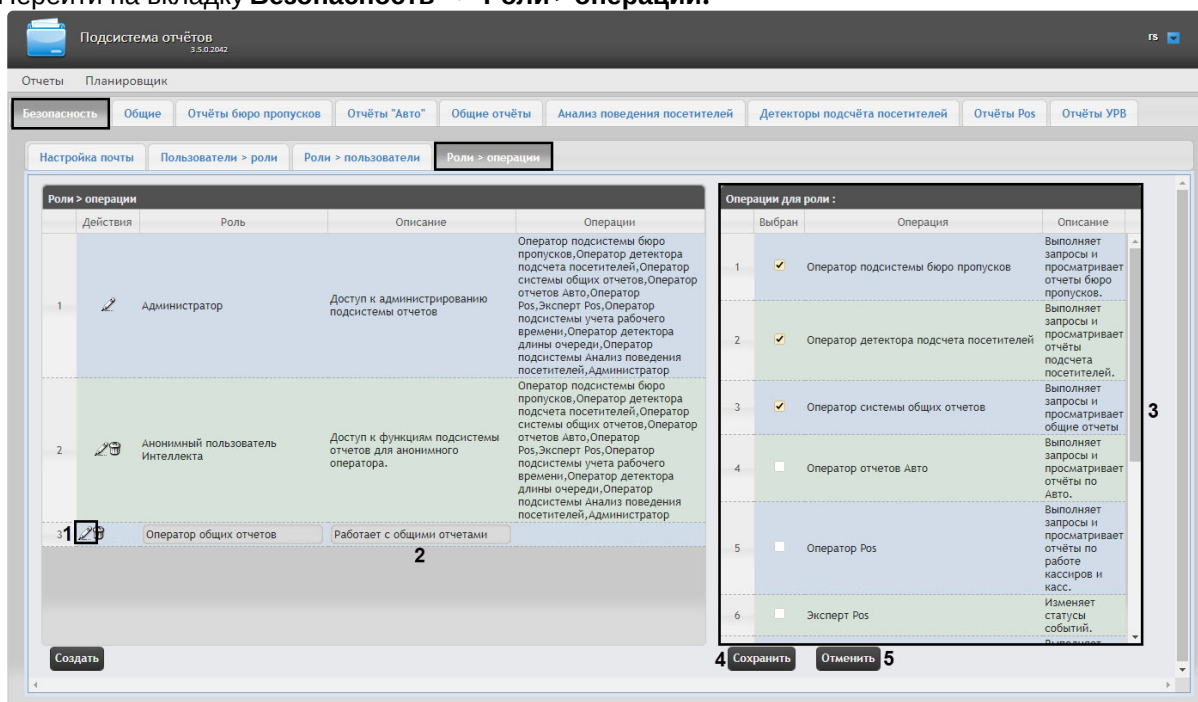 Перейти на вкладку Безопасность -> Роли> операции.
Подсистема отчётов
3.5.0.2042
rs
Отчеты Планировщик
Безопасность Общие Отчёты бюро пропусков Отчёты "Авто" Общие отчёты Анализ поведения посетителей Детекторы подсчёта посетителей Отчёты Pos Отчёты УРВ
Настройка почты Пользователи > роли Роли > пользователи Роли > операции
Роли > операции
Действия Роль Описание Операции
1 Администратор
Доступ к администрированию
подсистемы отчетов
Оператор подсистемы бюро
пропусков,Оператор детектора
подсчета посетителей,Оператор
системы общих отчетов,Оператор
отчетов Авто,Оператор
Pos,Эксперт Pos,Оператор
подсистемы учета рабочего
времени,Оператор детектора
длины очереди,Оператор
подсистемы Анализ поведения
посетителей,Администратор
2 Анонимный пользователь
Интеллекта
Доступ к функциям подсистемы
отчетов для анонимного
оператора.
Оператор подсистемы бюро
пропусков,Оператор детектора
подсчета посетителей,Оператор
системы общих отчетов,Оператор
отчетов Авто,Оператор
Pos,Эксперт Pos,Оператор
подсистемы учета рабочего
времени,Оператор детектора
длины очереди,Оператор
подсистемы Анализ поведения
посетителей,Администратор
3 1 Оператор общих отчетов Работает с общими отчетами
2
Создать
Операции для роли :
Выбран Операция Описание
1 Оператор подсистемы бюро пропусков
Выполняет
запросы и
просматривает
отчеты бюро
пропусков.
2 Оператор детектора подсчета посетителей
Выполняет
запросы и
просматривает
отчёты
подсчета
посетителей.
3 Оператор системы общих отчетов
Выполняет
запросы и
просматривает
общие отчеты
3
4 Оператор отчетов Авто
Выполняет
запросы и
просматривает
отчёты по
Авто.
5 Оператор Pos
Выполняет
запросы и
просматривает
отчёты по
работе
кассиров и
касс.
6 Эксперт Pos
Изменяет
статусы
событий.
Выполняет
4 Сохранить Отменить 5